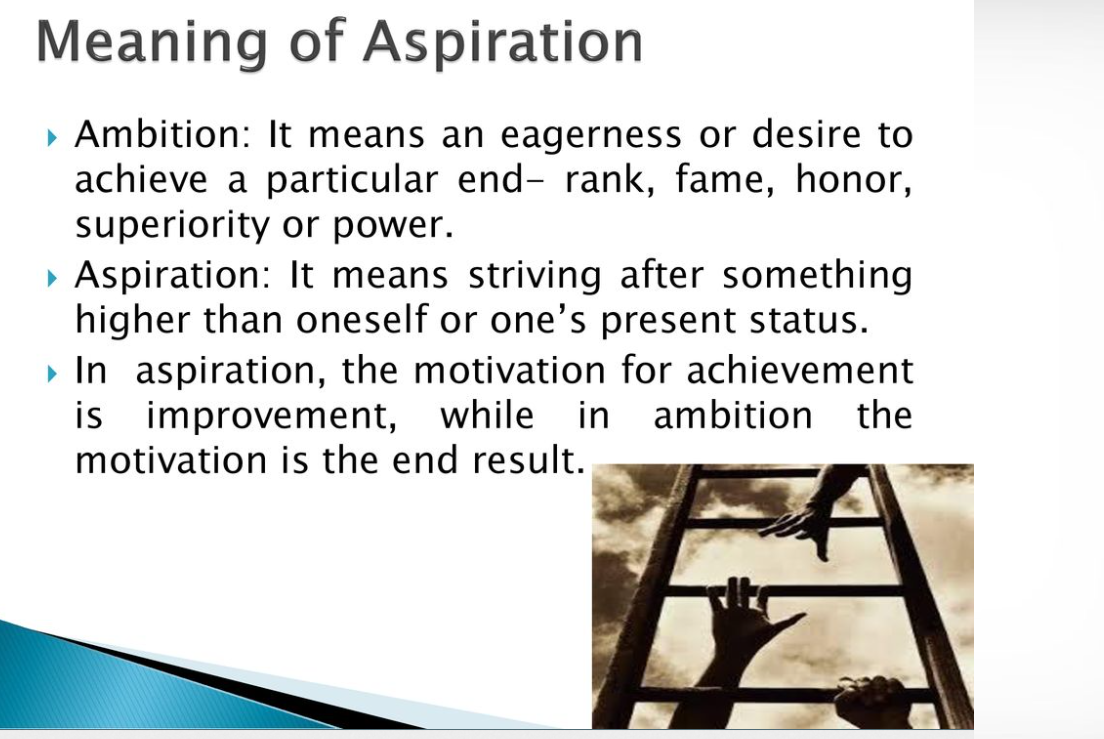 Meaning of Aspiration
Ambition: It means an eagerness or desire to
achieve a particular end– rank, fame, honor,
superiority or power.
Aspiration: It means striving after something
higher than oneself or one’s present status.
In aspiration, the motivation for achievement
is improvement, while in ambition the
motivation is the end result.